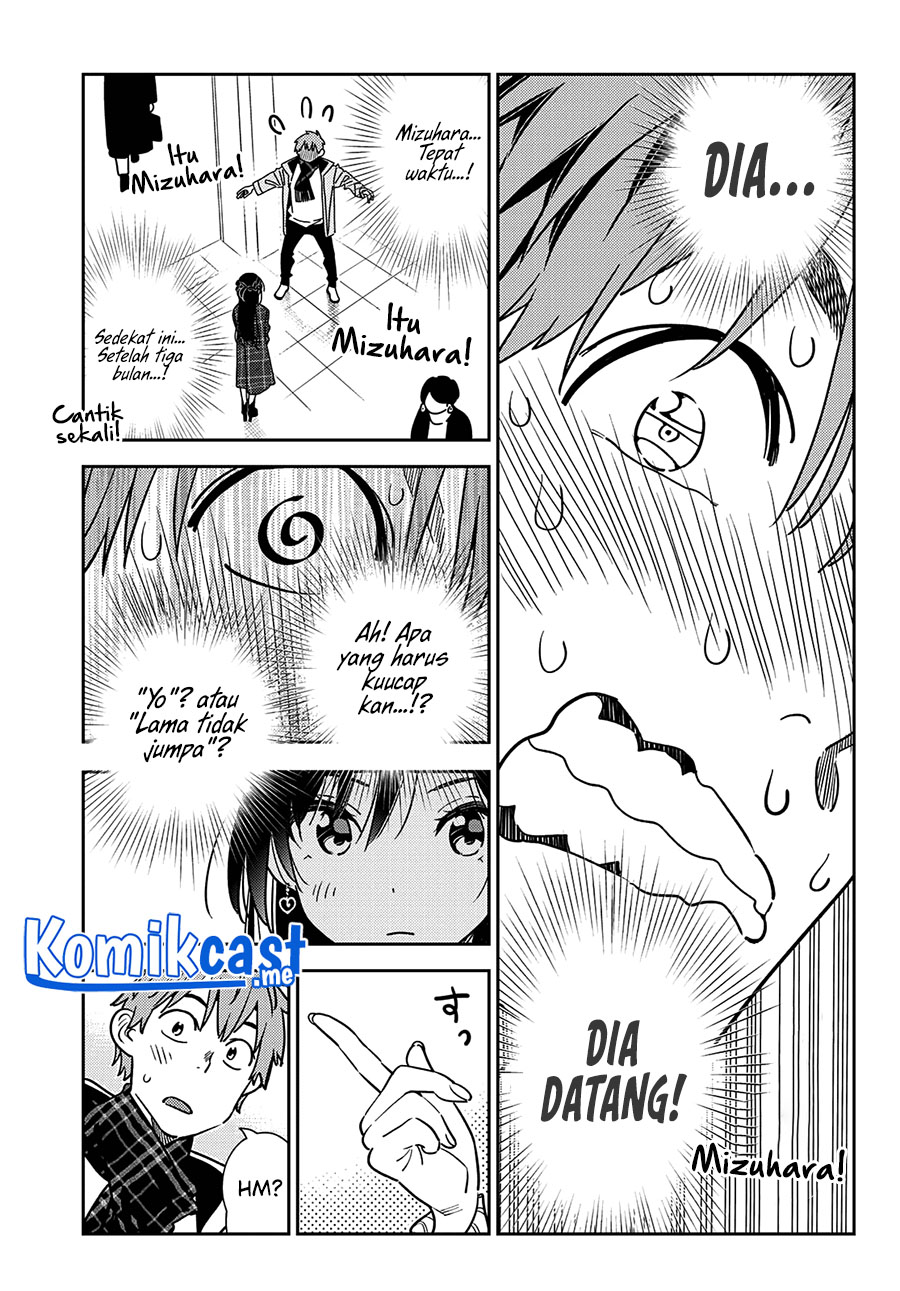 DIA...
DIA
DATANG!
Mizuhara!
Mizuhara...
Tepat
waktu...!
Itu
Mizuhara!
Itu
Mizuhara!
Sedekat ini...
Setelah tiga
bulan...!
Cantik
sekali!
Ah! Apa
yang harus
kuucap
kan...!?
"Yo"? atau
"Lama tidak
jumpa"?
Komikcast
.me
すっ
HM?